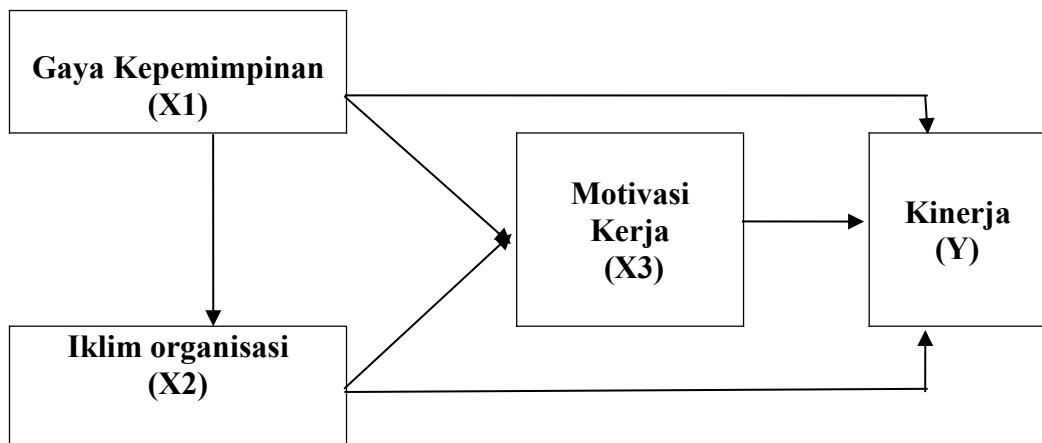 Gaya Kepemimpinan
(X1)
Motivasi
Kerja
(X3)
Kinerja
(Y)
Iklim organisasi
(X2)